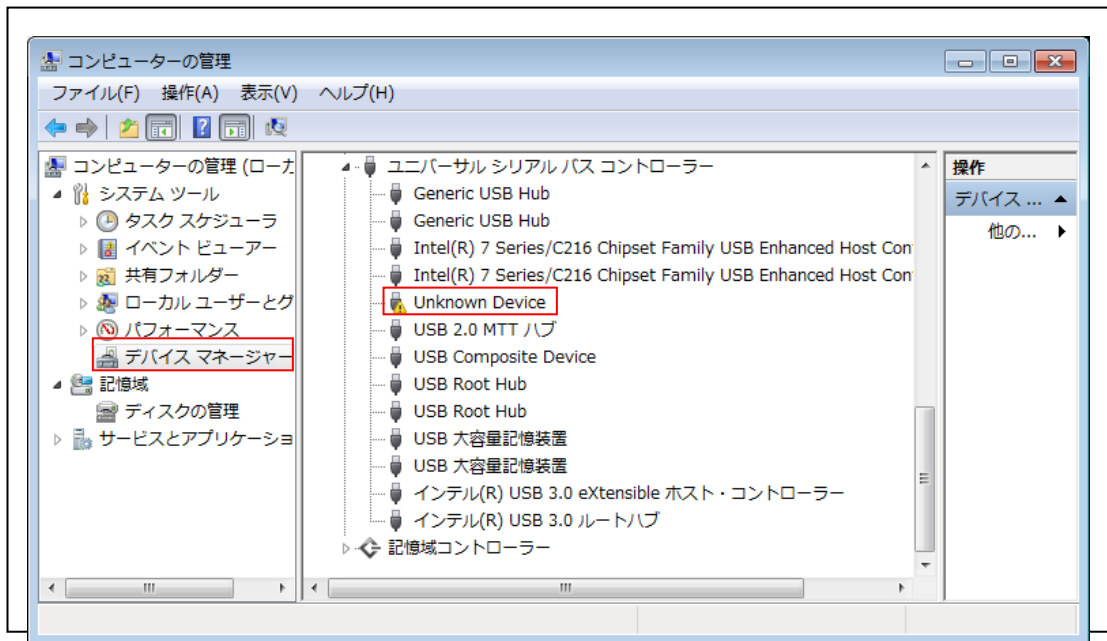 コンピューターの管理
ファイル(F) 操作(A) 表示(V) ヘルプ(H)
コンピューターの管理 (ローカ
システム ツール
タスク スケジューラ
イベント ビューアー
共有フォルダー
ローカル ユーザーとグ
パフォーマンス
デバイス マネージャー
記憶域
ディスクの管理
サービスとアプリケーショ
ユニバーサル シリアル バス コントローラー
Generic USB Hub
Generic USB Hub
Intel(R) 7 Series/C216 Chipset Family USB Enhanced Host Con
Intel(R) 7 Series/C216 Chipset Family USB Enhanced Host Con
Unknown Device
USB 2.0 MTT ハブ
USB Composite Device
USB Root Hub
USB Root Hub
USB 大容量記憶装置
USB 大容量記憶装置
インテル(R) USB 3.0 eXtensible ホスト・コントローラー
インテル(R) USB 3.0 ルートハブ
記憶域コントローラー
操作
デバイス ...
他の...